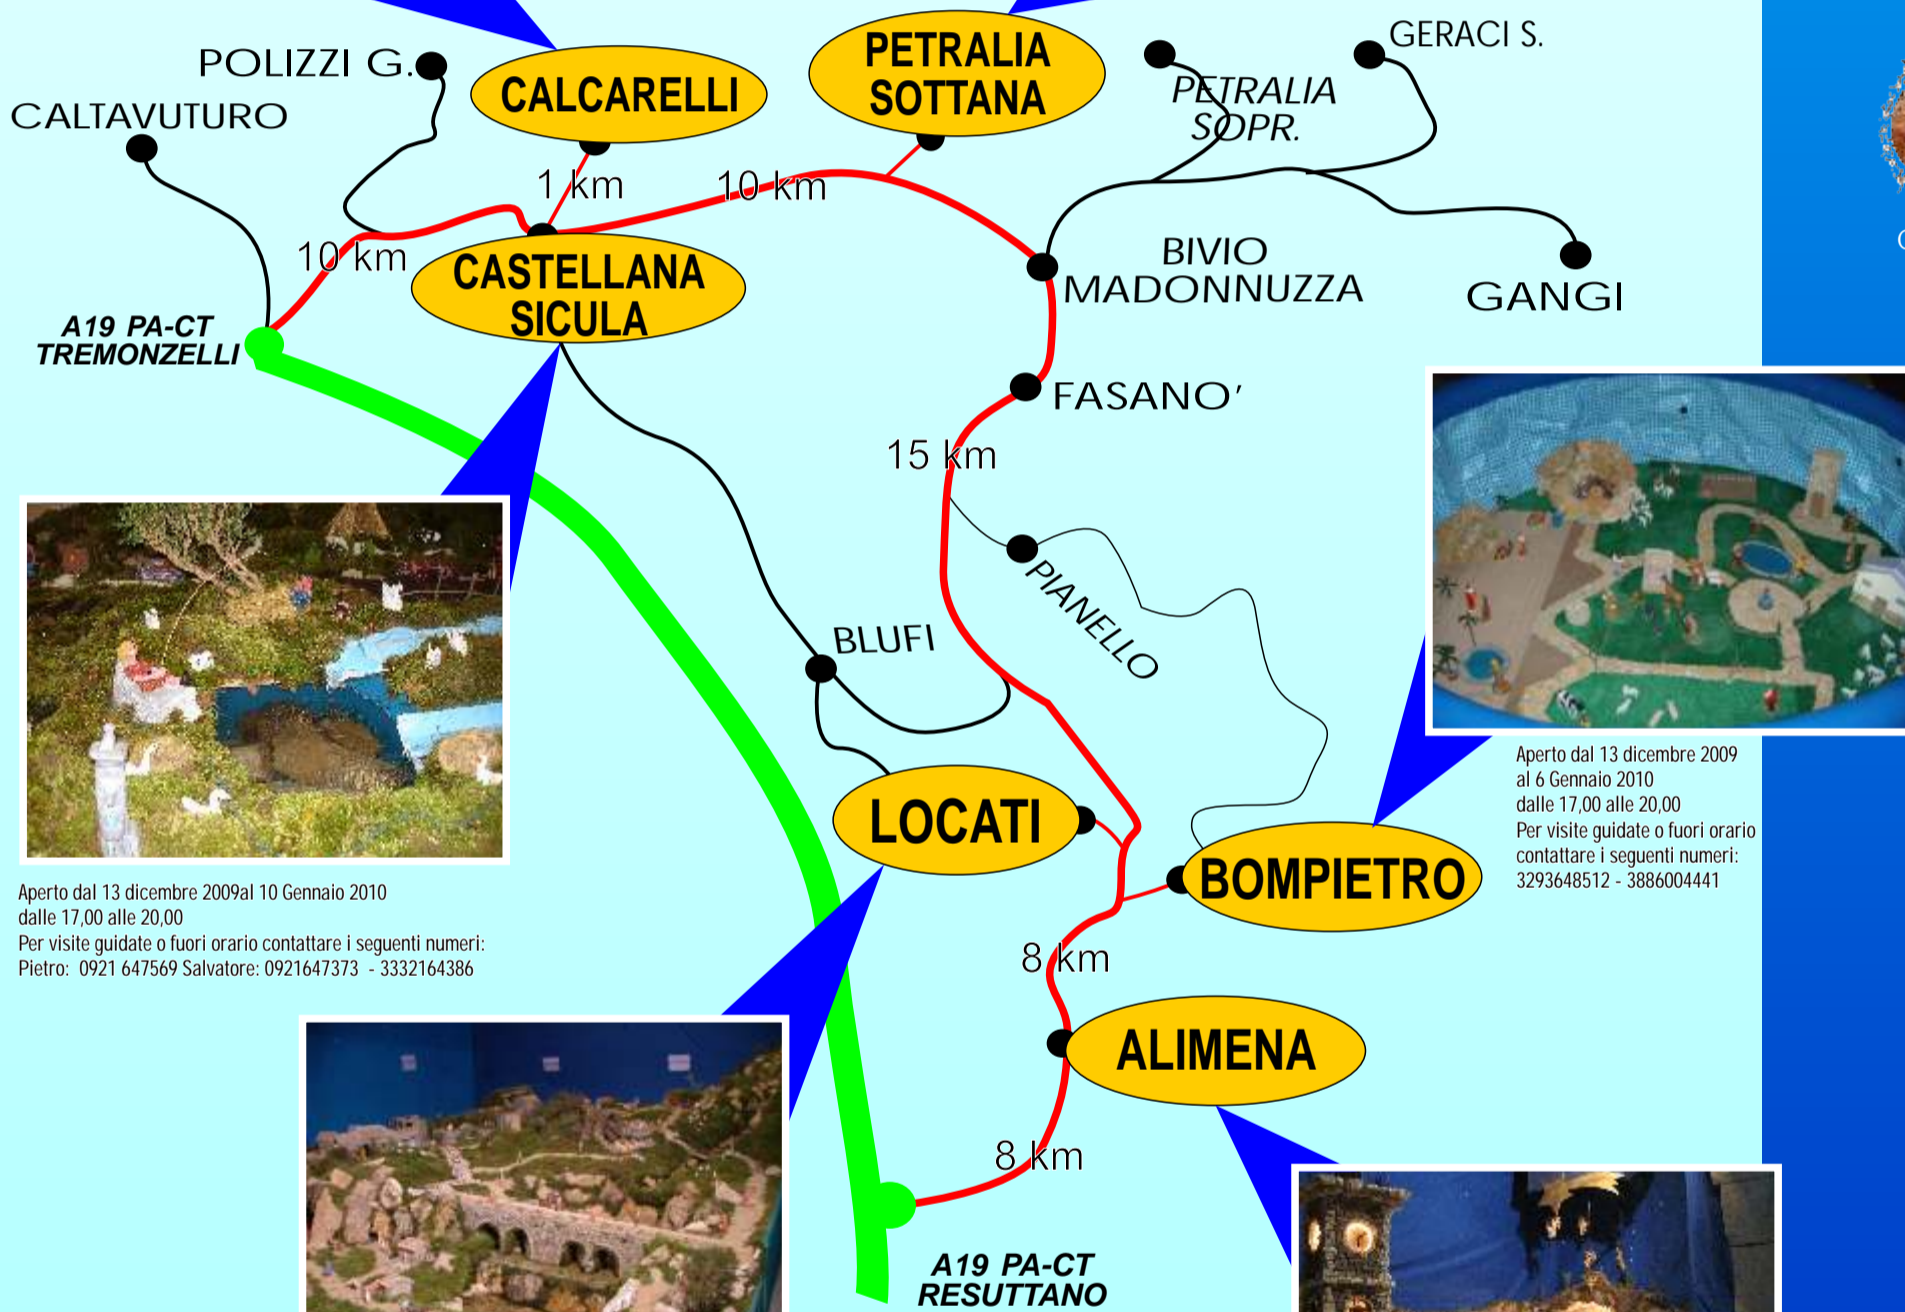 GERACI S.
PETRALIA
SOTTANA
POLIZZI G.
CALCARELLI
PETRALIA
SOPR.
CALTAVUTURO
1 km
10 km
10 km
CASTELLANA
SICULA
BIVIO
MADONNUZZA
GANGI
A19 PA-CT
TREMONZELLI
FASANO'
15 km
PIANELLO
BLUFI
LOCATI
BOMPIETRO
Aperto dal 13 dicembre 2009
al 6 Gennaio 2010
dalle 17,00 alle 20,00
Per visite guidate o fuori orario
contattare i seguenti numeri:
3293648512 - 3886004441
Aperto dal 13 dicembre 2009al 10 Gennaio 2010
dalle 17,00 alle 20,00
Per visite guidate o fuori orario contattare i seguenti numeri:
Pietro: 0921 647569 Salvatore: 0921647373 - 3332164386
8 km
ALIMENA
8 km
A19 PA-CT
RESUTTANO